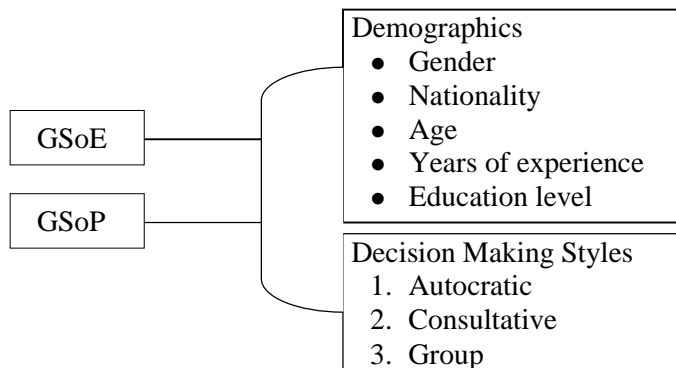 GSoE
GSoP
Demographics
● Gender
● Nationality
● Age
● Years of experience
● Education level
Decision Making Styles
1. Autocratic
2. Consultative
3. Group